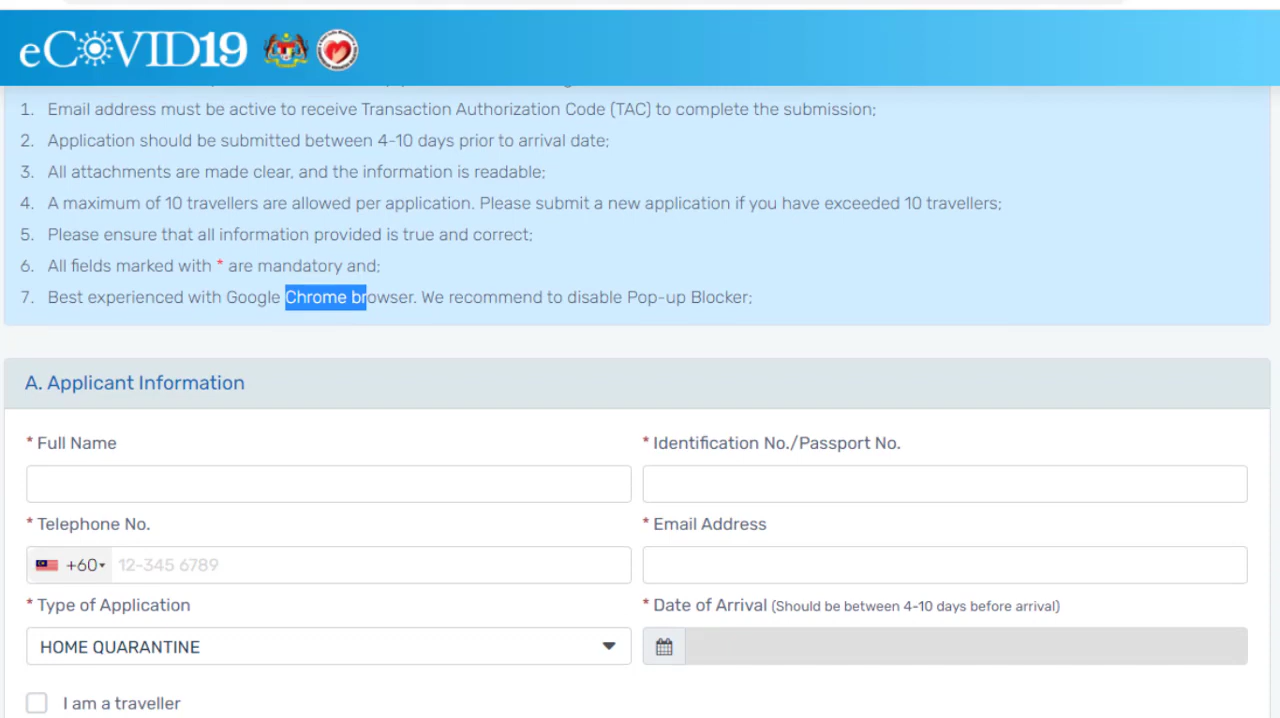 eCOVID19
1. Email address must be active to receive Transaction Authorization Code (TAC) to complete the submission;
2. Application should be submitted between 4-10 days prior to arrival date;
3. All attachments are made clear, and the information is readable;
4. A maximum of 10 travellers are allowed per application. Please submit a new application if you have exceeded 10 travellers;
5. Please ensure that all information provided is true and correct;
6. All fields marked with * are mandatory and;
7. Best experienced with Google Chrome browser. We recommend to disable Pop-up Blocker;
A. Applicant Information
* Full Name
* Identification No./Passport No.
* Telephone No.
* Email Address
+60 12-345 6789
* Type of Application
* Date of Arrival (Should be between 4-10 days before arrival)
HOME QUARANTINE
I am a traveller